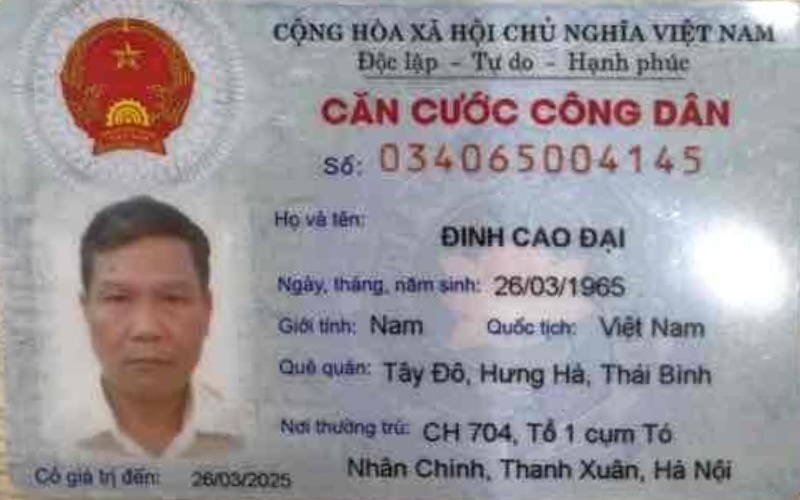 CỘNG HÒA XÃ HỘI CHỦ NGHĨA VIỆT NAM
Độc lập - Tự do - Hạnh phúc
CĂN CƯỚC CÔNG DÂN
Số: 034065004145
Họ và tên:
ĐINH CAO ĐẠI
Ngày, tháng, năm sinh: 26/03/1965
Giới tính: Nam Quốc tịch: Việt Nam
Quê quán: Tây Đô, Hưng Hà, Thái Bình
Nơi thường trú: CH 704, Tổ 1 cụm Tó
Nhân Chinh, Thanh Xuân, Hà Nội
Có giá trị đến: 26/03/2025